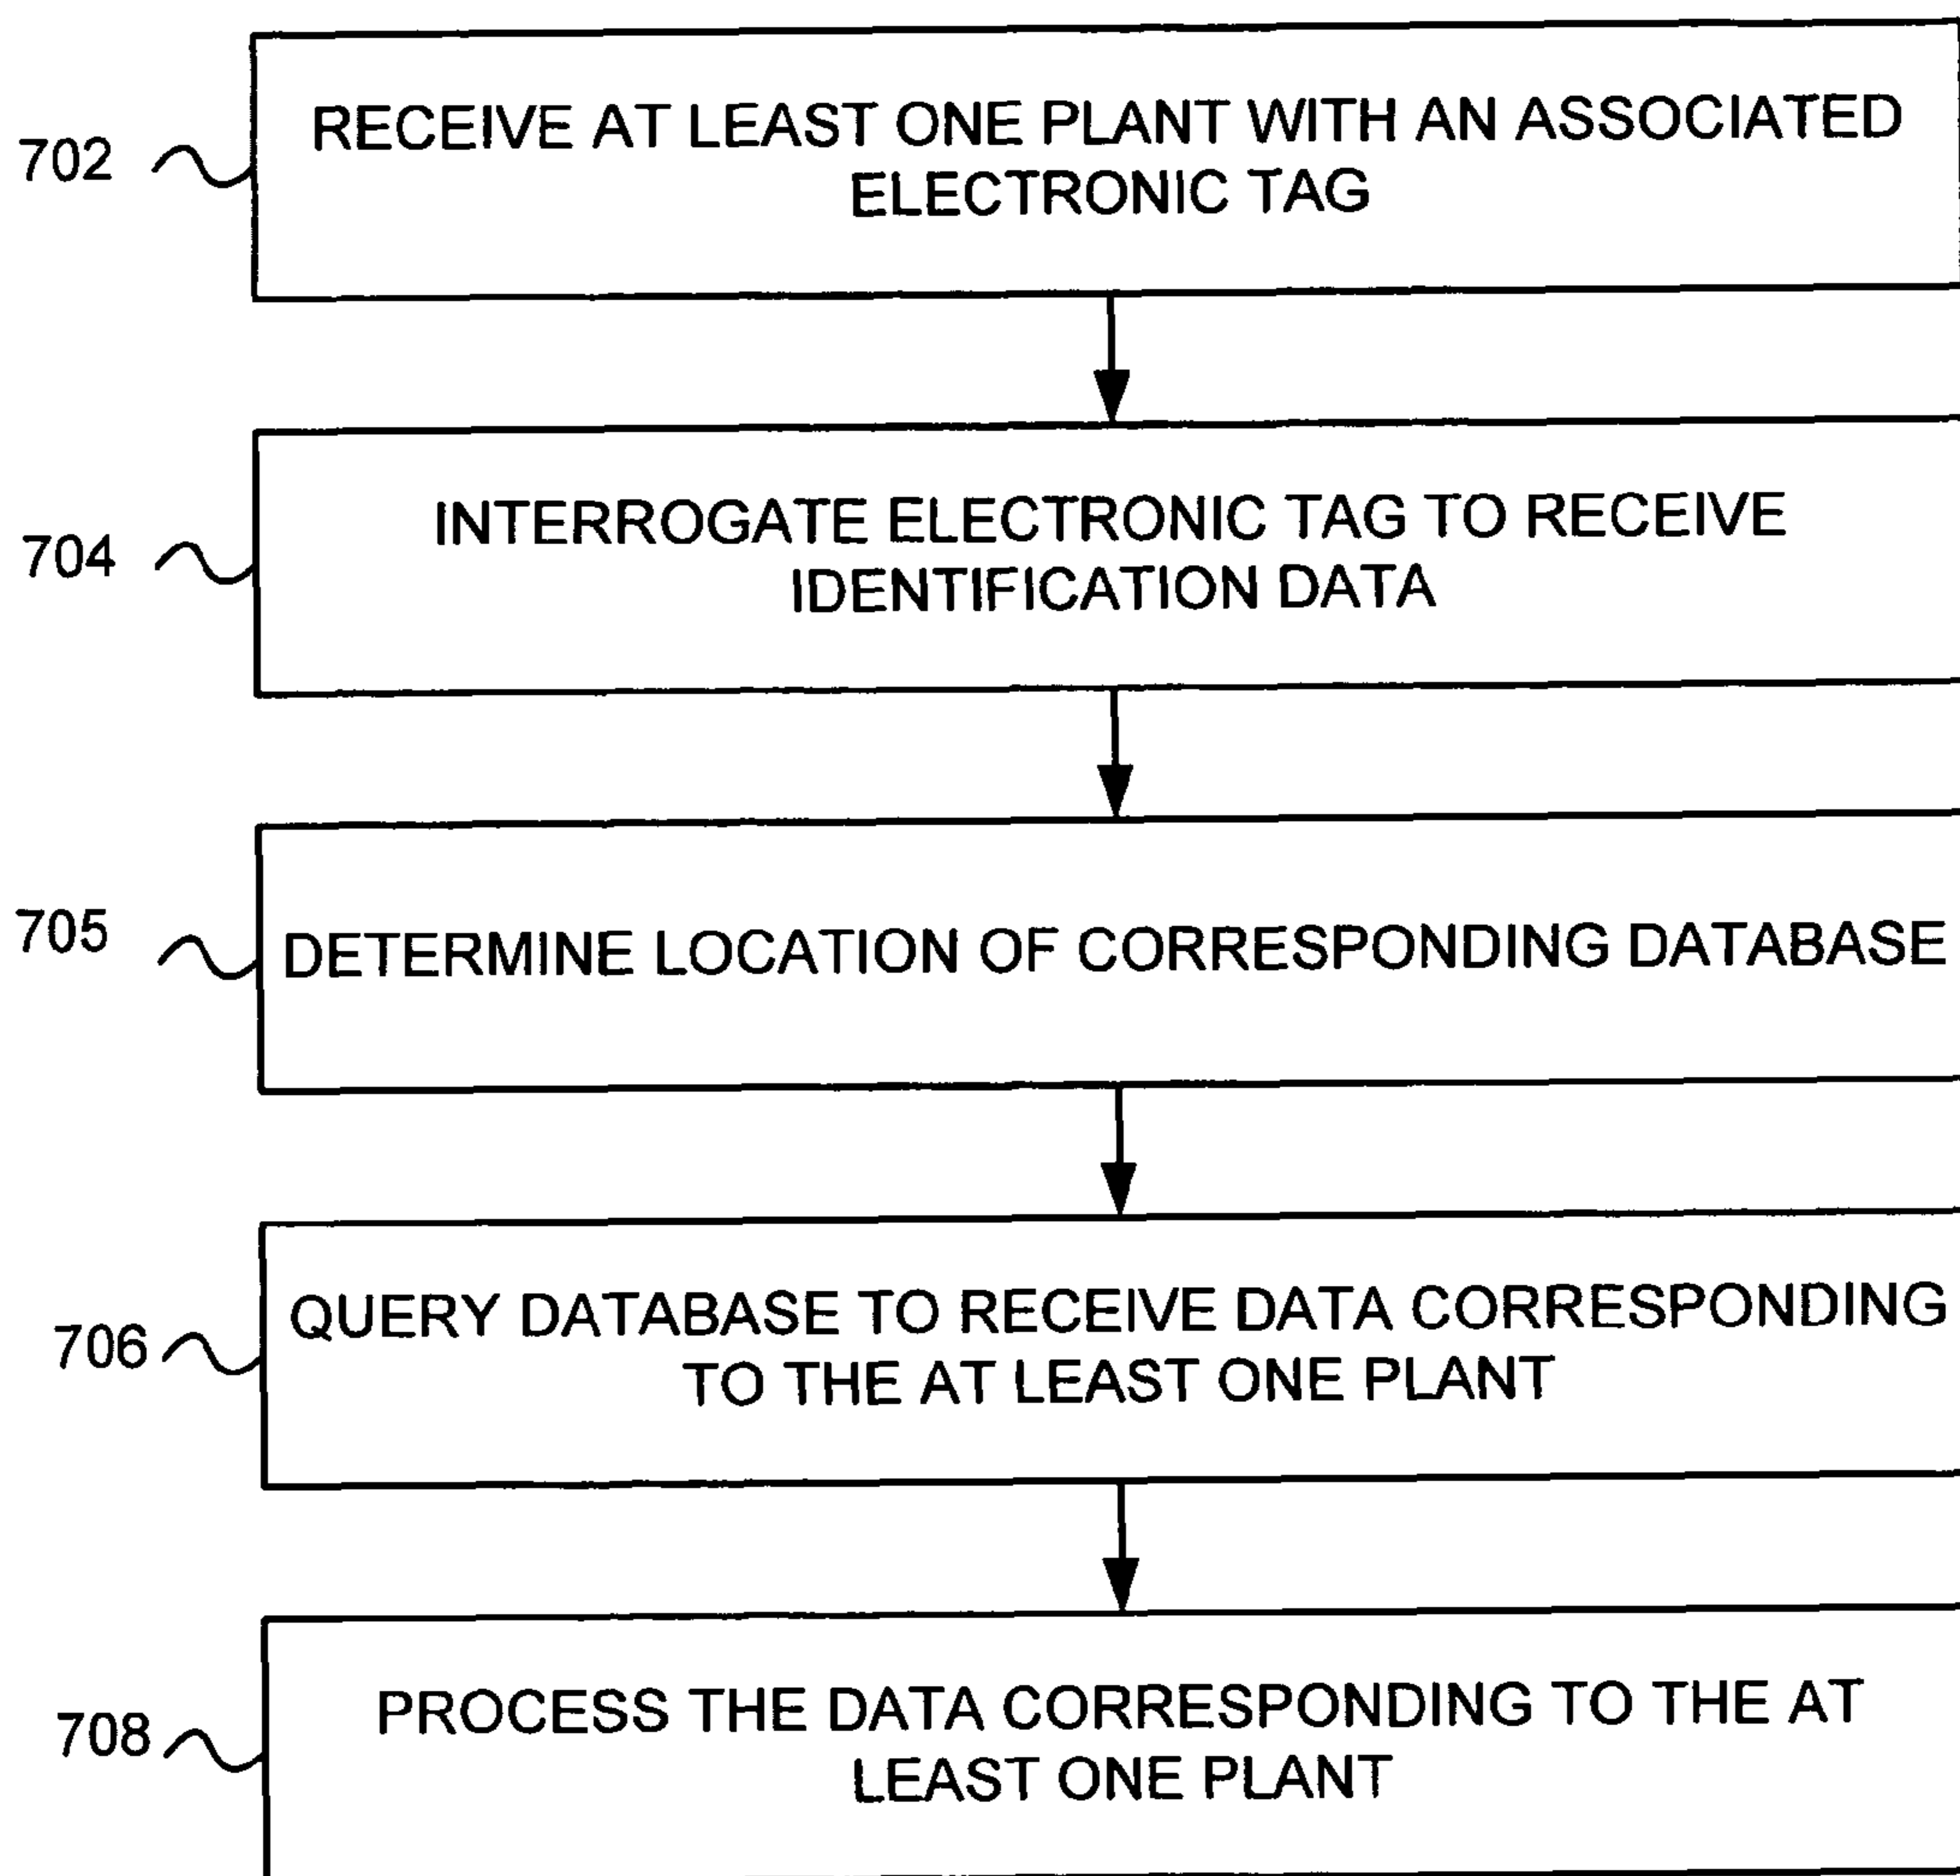 702
RECEIVE AT LEAST ONE PLANT WITH AN ASSOCIATED
ELECTRONIC TAG
704
INTERROGATE ELECTRONIC TAG TO RECEIVE
IDENTIFICATION DATA
705
DETERMINE LOCATION OF CORRESPONDING DATABASE
706
QUERY DATABASE TO RECEIVE DATA CORRESPONDING
TO THE AT LEAST ONE PLANT
708
PROCESS THE DATA CORRESPONDING TO THE AT
LEAST ONE PLANT